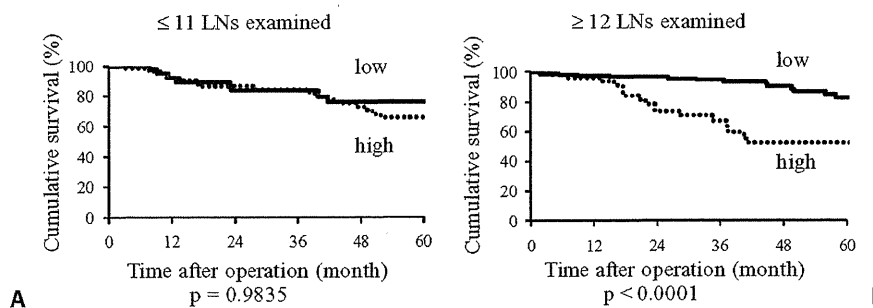 ≤ 11 LNs examined
Cumulative survival (%)
100
80
60
40
20
0
low
high
0 12 24 36 48 60
Time after operation (month)
p = 0.9835
A
≥ 12 LNs examined
Cumulative survival (%)
100
80
60
40
20
0
low
high
0 12 24 36 48 60
Time after operation (month)
p < 0.0001